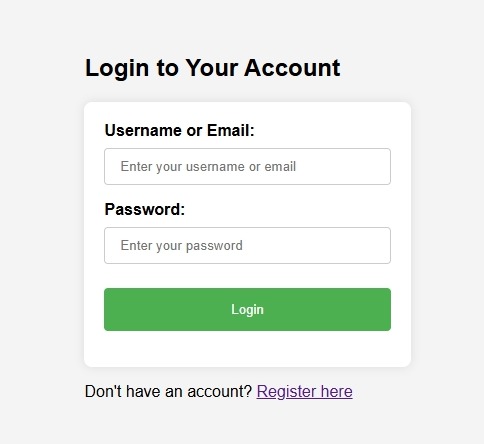 Login to Your Account
Username or Email:
Enter your username or email
Password:
Enter your password
Login
Don't have an account? Register here